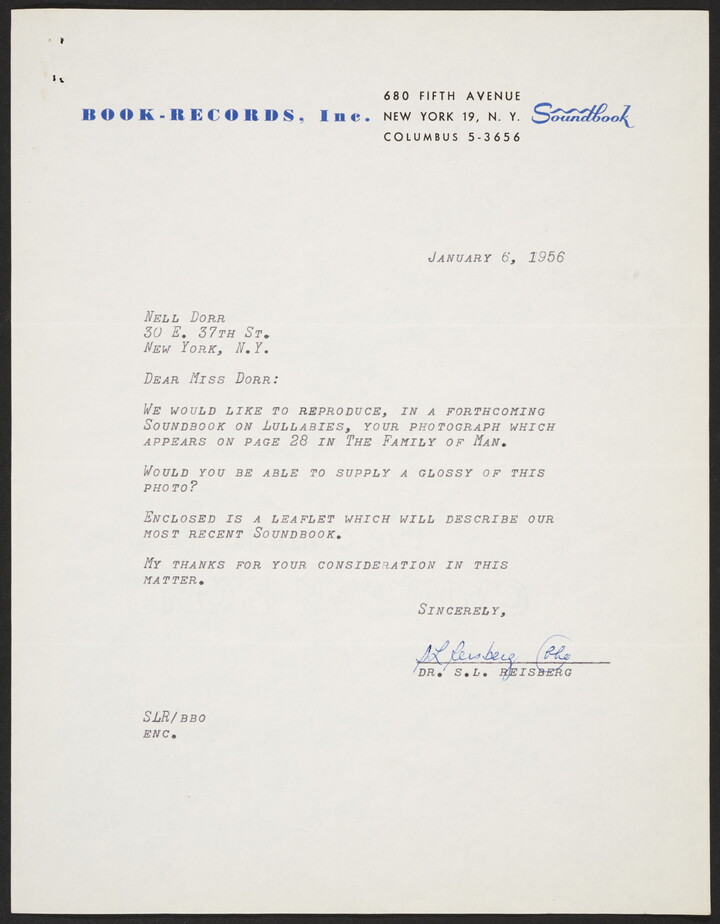 BOOK-RECORDS, Inc.
680 FIFTH AVENUE
NEW YORK 19, N. Y.
COLUMBUS 5-3656
Soundbook
JANUARY 6, 1956
NELL DORR
30 E. 37TH ST.
NEW YORK, N.Y.
DEAR MISS DORR:
WE WOULD LIKE TO REPRODUCE, IN A FORTHCOMING
SOUNDBOOK ON LULLABIES, YOUR PHOTOGRAPH WHICH
APPEARS ON PAGE 28 IN THE FAMILY OF MAN.
WOULD YOU BE ABLE TO SUPPLY A GLOSSY OF THIS
PHOTO?
ENCLOSED IS A LEAFLET WHICH WILL DESCRIBE OUR
MOST RECENT SOUNDBOOK.
MY THANKS FOR YOUR CONSIDERATION IN THIS
MATTER.
SINCERELY,
SL Reisberg
DR. S.L. REISBERG
SLR/BBO
ENC.